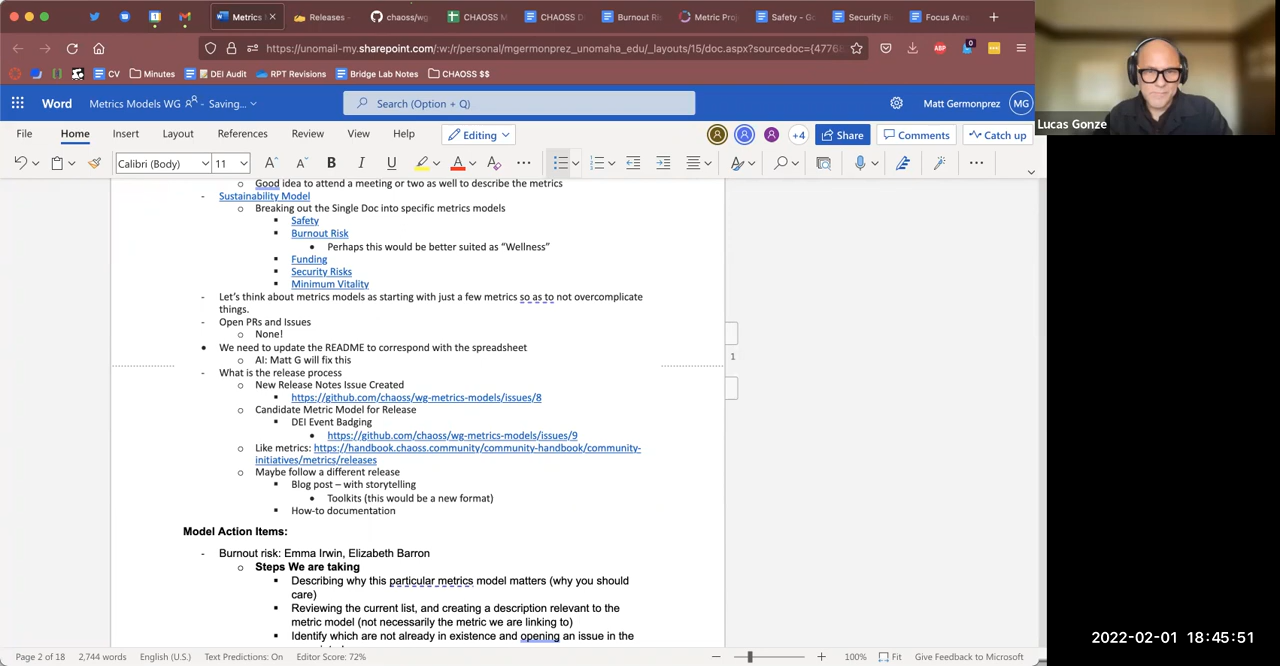 Metrics
Releases -
chaoss/wg
CHAOSS M
CHAOSS D
Burnout Ri
Metric Pro
Safety - Go
Security R
Focus Area
https://unomail-my.sharepoint.com/:w:/r/personal/mgermonprez_unomaha_edu/_layouts/15/doc.aspx?sourcedoc={4776
ABP
0
CV
Minutes
DEI Audit
RPT Revisions
Bridge Lab Notes
CHAOSS $$
Word
Metrics Models WG
- Saving...
Search (Option + Q)
Matt Germonprez
MG
Lucas Gonze
File
Home
Insert
Layout
References
Review
View
Help
Editing
+4
Share
Comments
Catch up
Calibri (Body)
11
Good idea to attend a meeting or two as well to describe the metrics
- Sustainability Model
o Breaking out the Single Doc into specific metrics models
Safety
Burnout Risk
Perhaps this would be better suited as “Wellness”
Funding
Security Risks
Minimum Vitality
- Let’s think about metrics models as starting with just a few metrics so as to not overcomplicate
things.
- Open PRs and Issues
o None!
• We need to update the README to correspond with the spreadsheet
o AI: Matt G will fix this
- What is the release process
o New Release Notes Issue Created
https://github.com/chaoss/wg-metrics-models/issues/8
o Candidate Metric Model for Release
DEI Event Badging
https://github.com/chaoss/wg-metrics-models/issues/9
o Like metrics: https://handbook.chaoss.community/community-handbook/community-
initiatives/metrics/releases
o Maybe follow a different release
Blog post – with storytelling
Toolkits (this would be a new format)
How-to documentation
1
Model Action Items:
- Burnout risk: Emma Irwin, Elizabeth Barron
o Steps We are taking
Describing why this particular metrics model matters (why you should
care)
Reviewing the current list, and creating a description relevant to the
metric model (not necessarily the metric we are linking to)
Identify which are not already in existence and opening an issue in the
2022-02-01 18:45:51
Page 2 of 18
2,744 words
English (U.S.)
Text Predictions: On
Editor Score: 72%
100%
Fit
Give Feedback to Microsoft